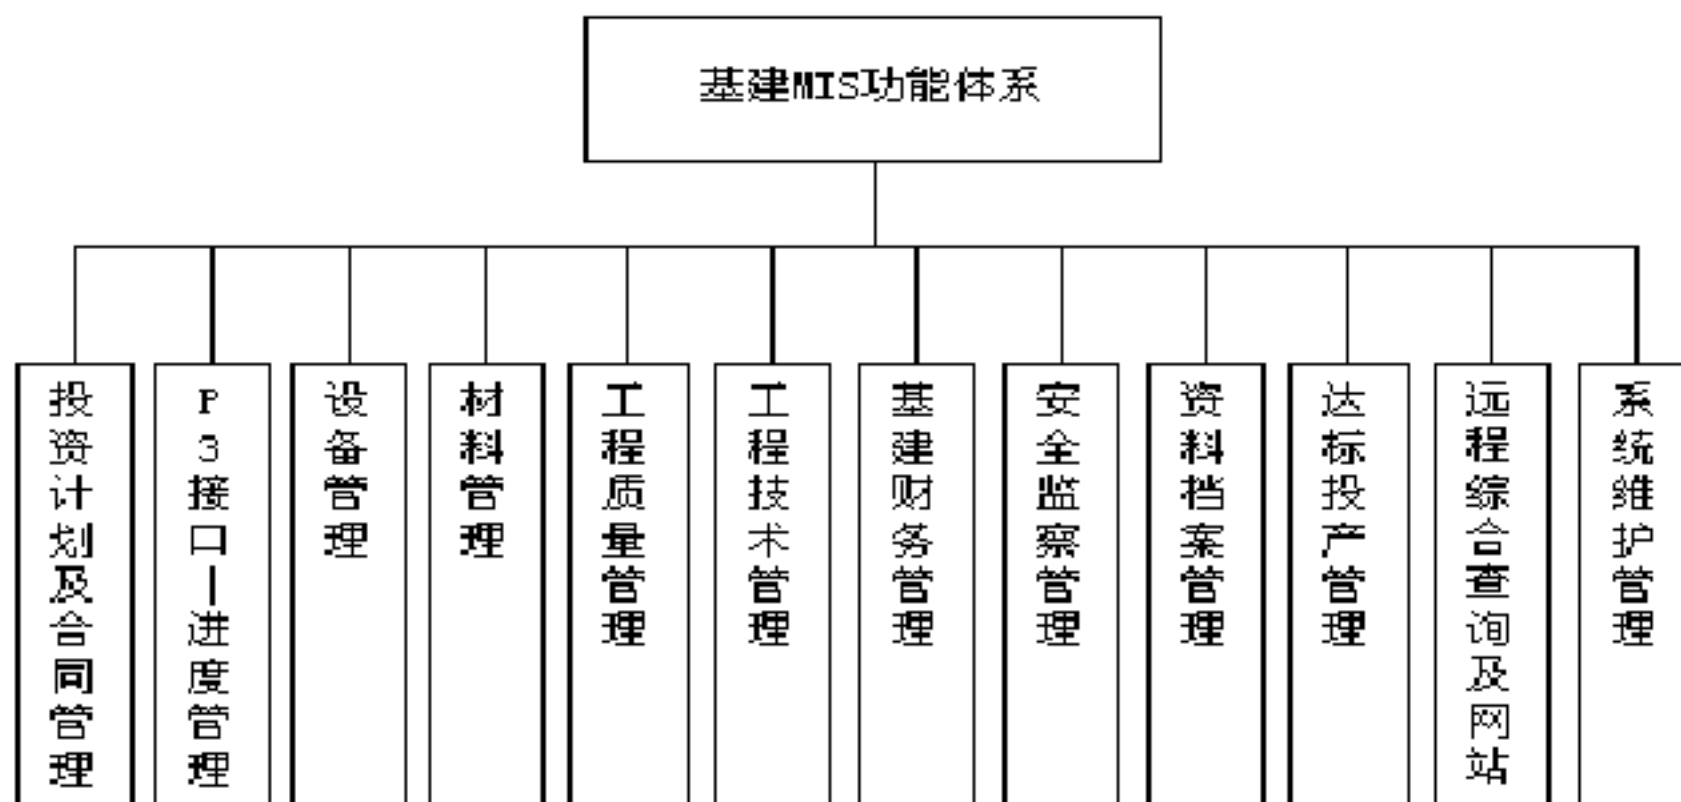 基建MIS功能体系
投资计划及合同管理
P3接口|进度管理
设备管理
材料管理
工程质量管理
工程技术管理
基建财务管理
安全监察管理
资料档案管理
达标投产管理
远程综合查询及网站
系统维护管理